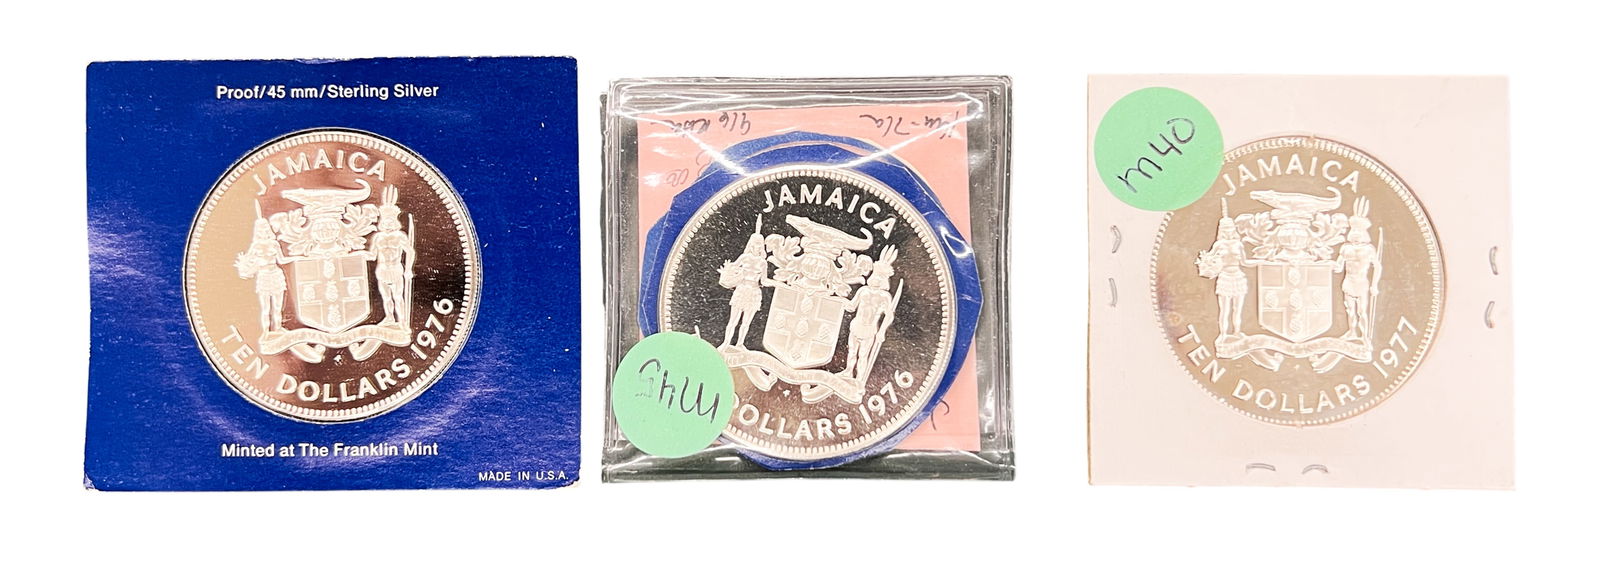 Proof/45 mm/Sterling Silver
JAMAICA
TEN DOLLARS 1976
Minted at The Franklin Mint
MADE IN U.S.A.
JAMAICA
DOLLARS 1976
M45
m40
JAMAICA
TEN DOLLARS 1977